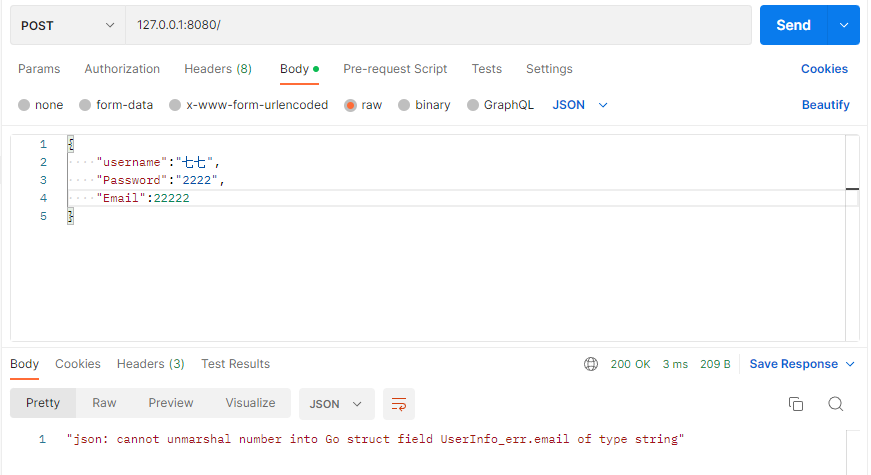 POST 127.0.0.1:8080/ Send
Params Authorization Headers (8) Body Pre-request Script Tests Settings Cookies
none form-data x-www-form-urlencoded raw binary GraphQL JSON Beautify
1 {
2 "username":"七七",
3 "Password":"2222",
4 "Email":22222
5 }
Body Cookies Headers (3) Test Results 200 OK 3 ms 209 B Save Response
Pretty Raw Preview Visualize JSON
1 "json: cannot unmarshal number into Go struct field UserInfo_err.email of type string"